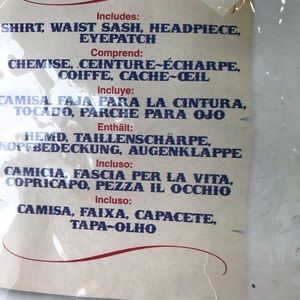 Includes:
SHIRT, WAIST SASH, HEADPIECE,
EYEPATCH
Comprend:
CHEMISE, CEINTURE-ÉCHARPE,
COIFFE, CACHE-ŒIL
Incluye:
CAMISA, FAJA PARA LA CINTURA,
TOCADO, PARCHE PARA OJO
Enthält:
HEMD, TAILLENSCHÄRPE,
KOPFBEDECKUNG, AUGENKLAPPE
Incluso:
CAMICIA, FASCIA PER LA VITA,
COPRICAPO, PEZZA IL OCCHIO
Incluso:
CAMISA, FAIXA, CAPACETE,
TAPA-OLHO